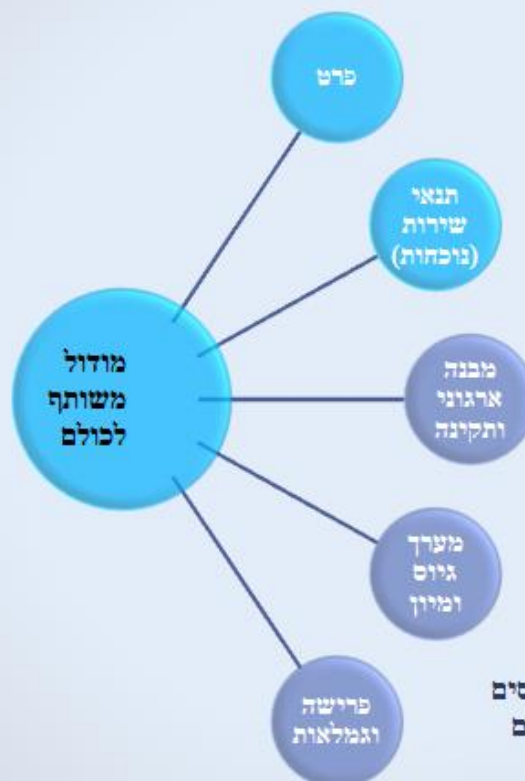 פרט
תנאי
שירות
(נוכחות)
מודול
משותף
לכולם
מבנה
ארגוני
ותקינה
מערך
גיוס
ומיון
פרישה
וגמלאות